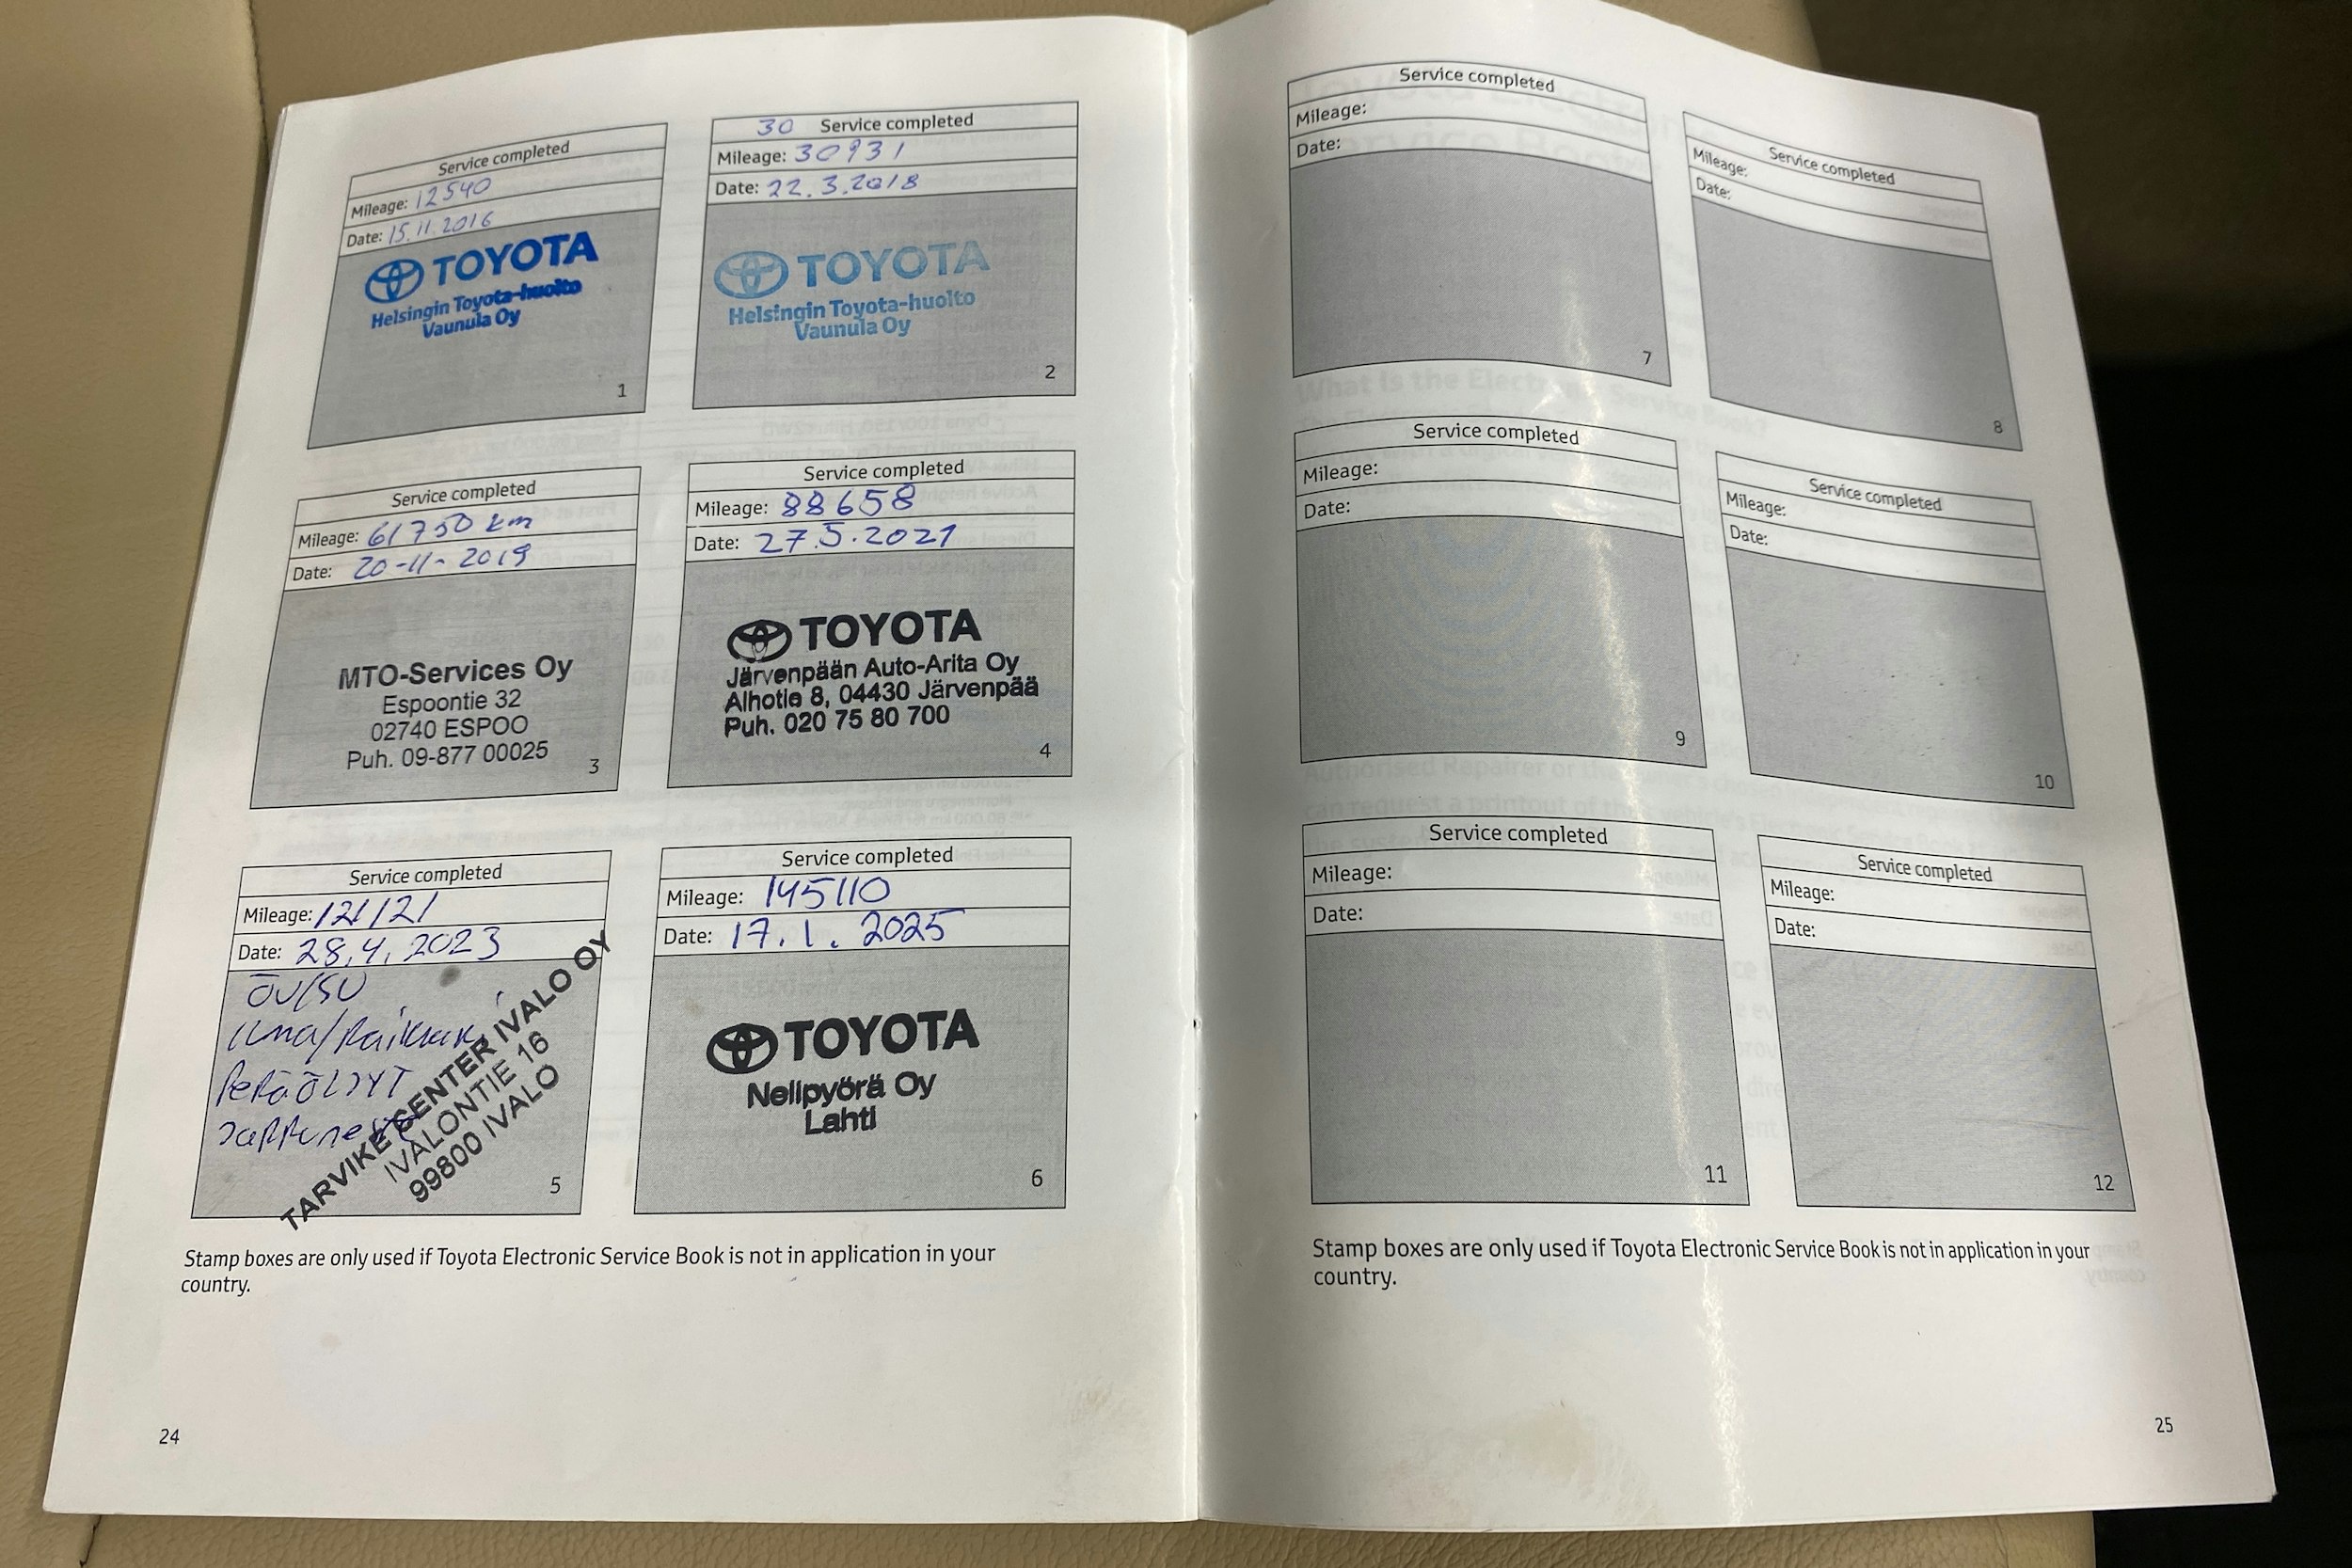 Service completed
Mileage: 12540
Date: 15.11.2016
TOYOTA
Helsingin Toyota-huolto
Vaunula Oy
1
30 Service completed
Mileage: 30931
Date: 22.3.2018
TOYOTA
Helsingin Toyota-huolto
Vaunula Oy
2
Service completed
Mileage: 61750 km
Date: 20-11-2019
MTO-Services Oy
Espoontie 32
02740 ESPOO
Puh. 09-877 00025
3
Service completed
Mileage: 88658
Date: 27.5.2021
TOYOTA
Järvenpään Auto-Arita Oy
Alhotie 8, 04430 Järvenpää
Puh. 020 75 80 700
4
Service completed
Mileage: 121121
Date: 28.4.2023
ÖV/SU
ilma/Raikkaus
PeräÖLJYT
TARVIKE CENTER IVALO OY
IVALONTIE 16
99800 IVALO
5
Service completed
Mileage: 145110
Date: 17.1.2025
TOYOTA
Nelipyörä Oy
Lahti
6
Stamp boxes are only used if Toyota Electronic Service Book is not in application in your
country.
24
Service completed
Mileage:
Date:
7
Service completed
Mileage:
Date:
8
Service completed
Mileage:
Date:
9
Service completed
Mileage:
Date:
10
Service completed
Mileage:
Date:
11
Service completed
Mileage:
Date:
12
Stamp boxes are only used if Toyota Electronic Service Book is not in application in your
country.
25